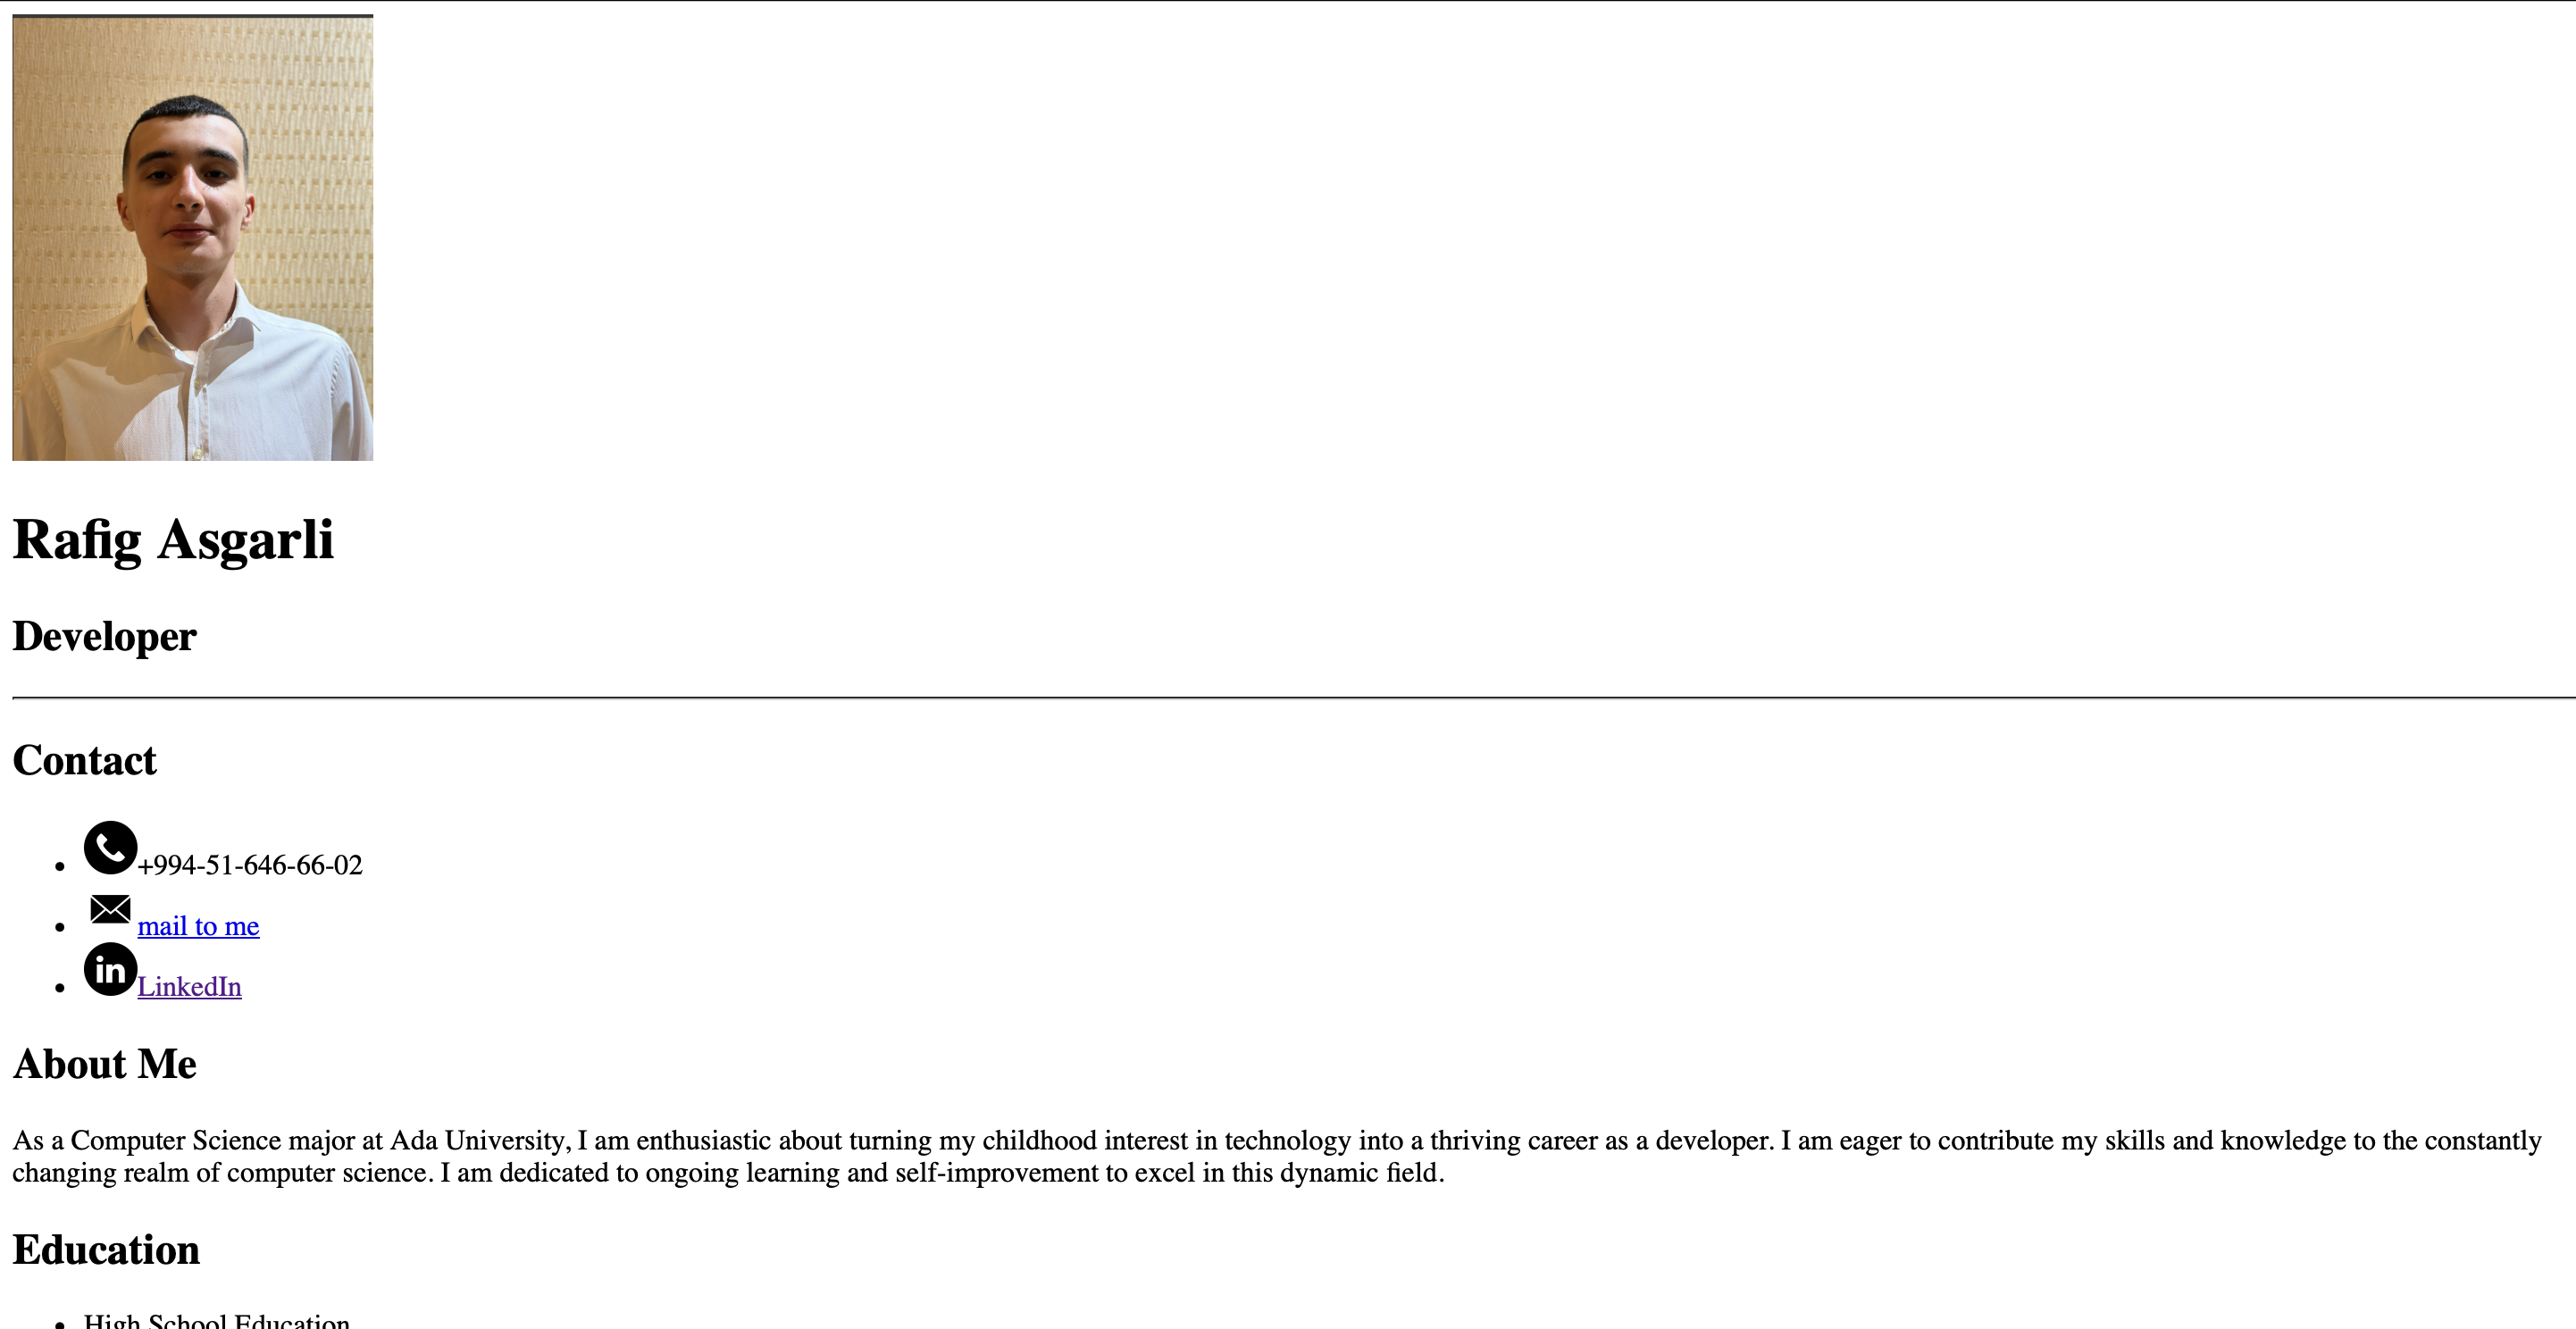 Rafig Asgarli
Developer
Contact
+994-51-646-66-02
mail to me
in LinkedIn
About Me
As a Computer Science major at Ada University, I am enthusiastic about turning my childhood interest in technology into a thriving career as a developer. I am eager to contribute my skills and knowledge to the constantly
changing realm of computer science. I am dedicated to ongoing learning and self-improvement to excel in this dynamic field.
Education
High School Education